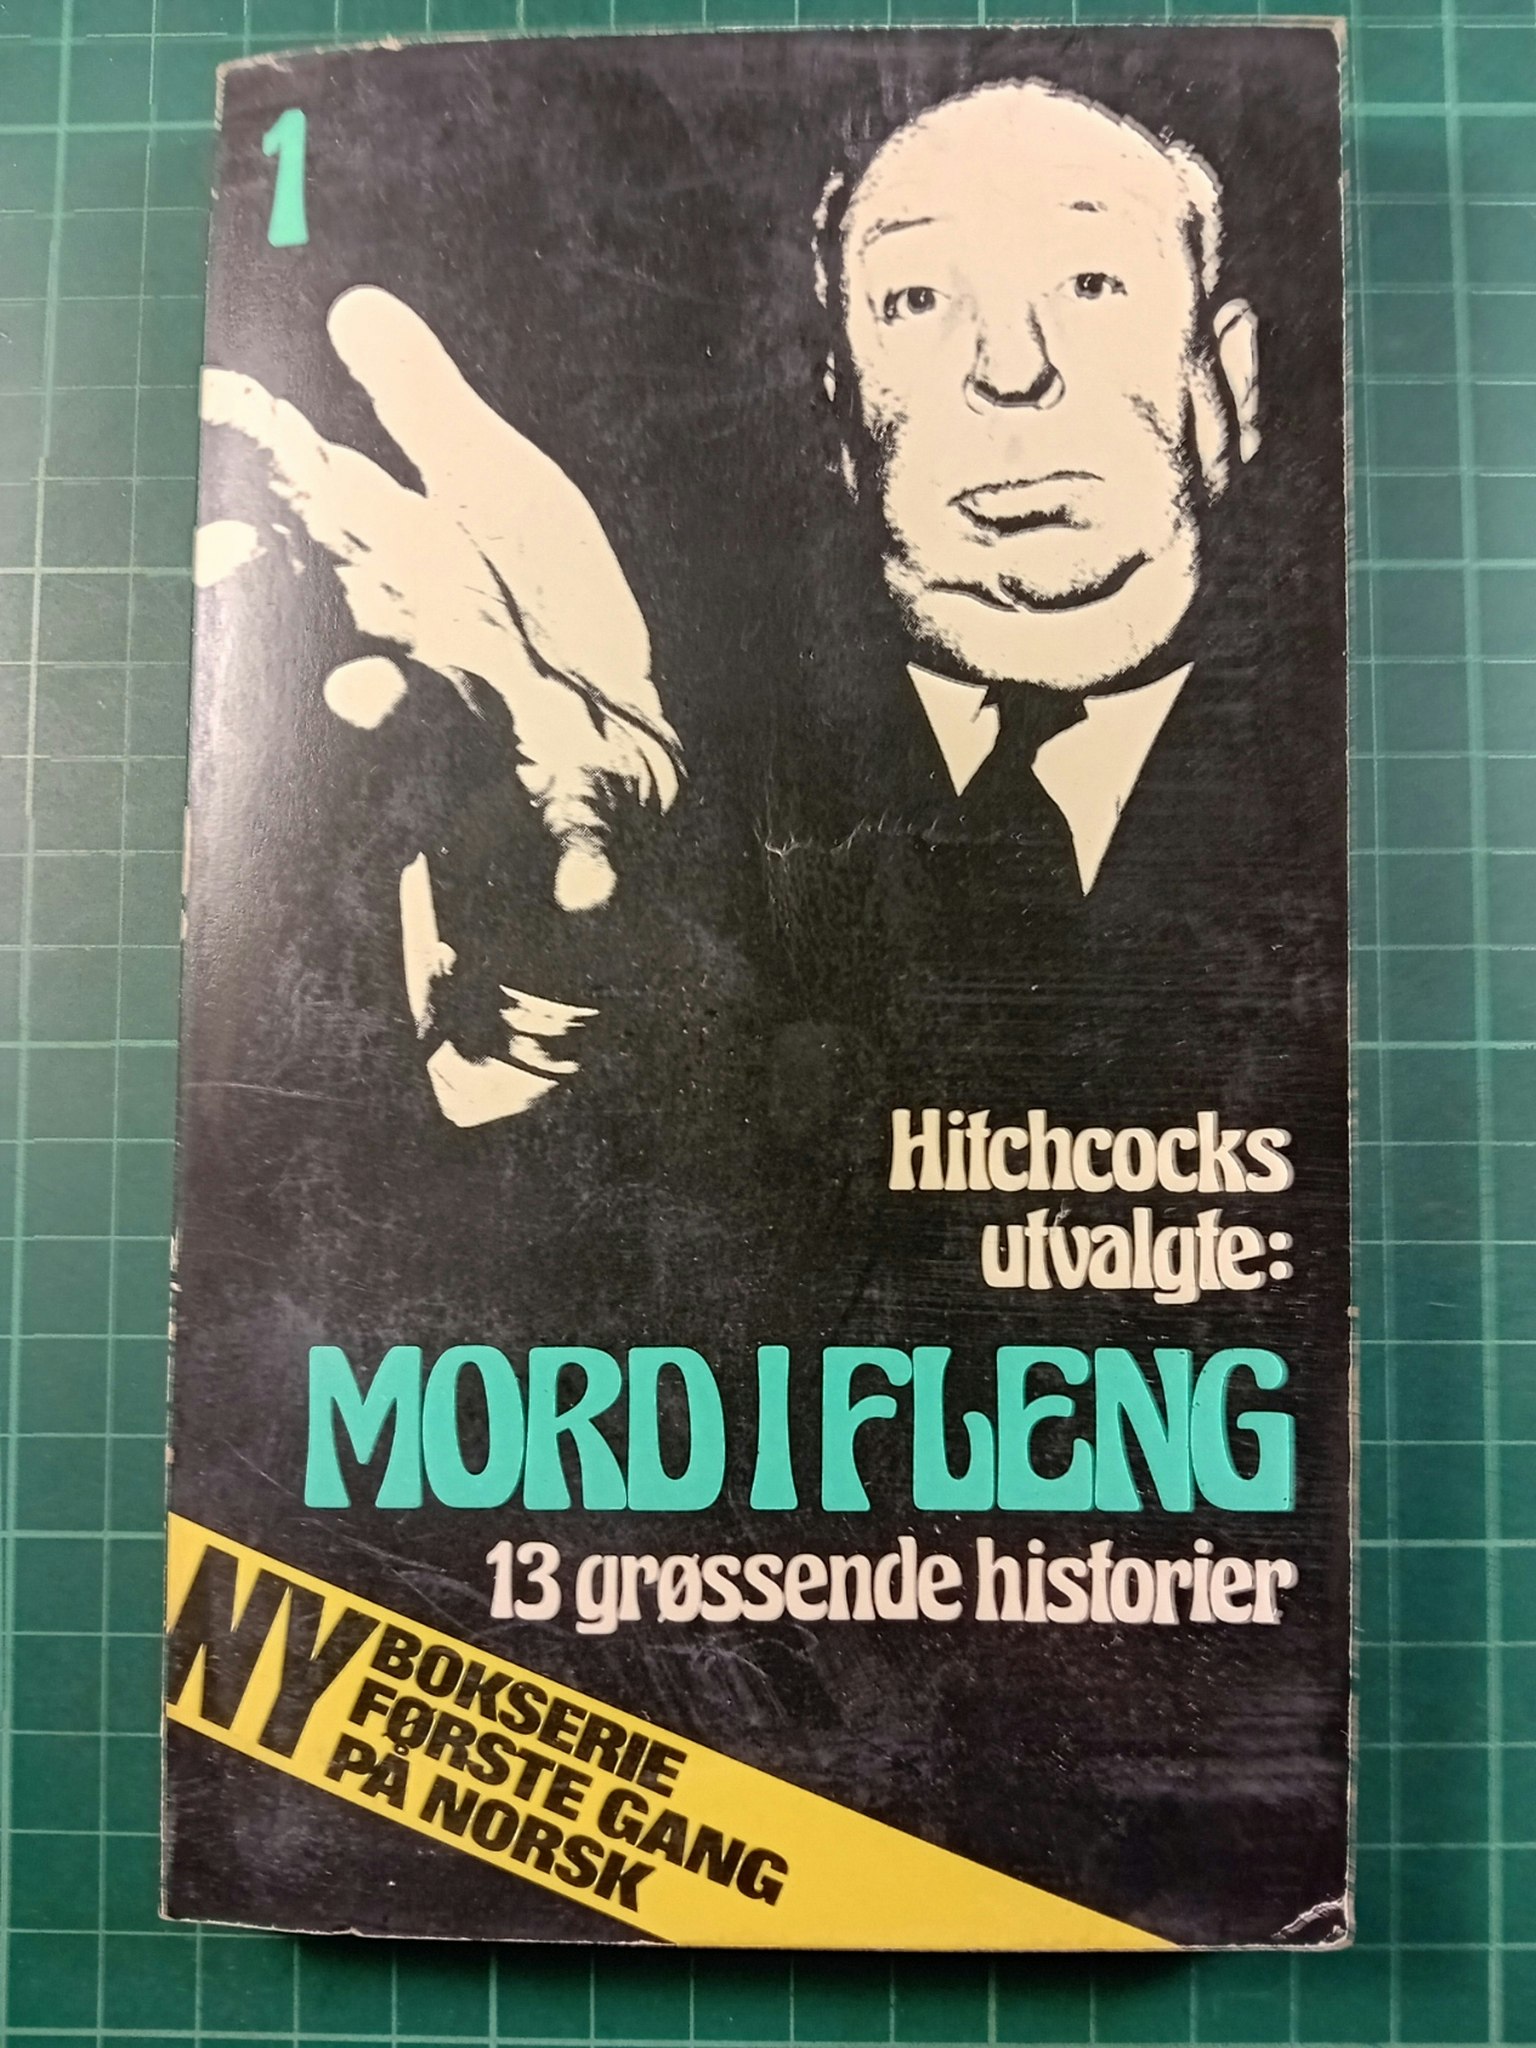 1
Hitchcocks
utvalgte:
MORD I FLENG
13 grøssende historier
NY
BOKSERIE
FØRSTE GANG
PÅ NORSK